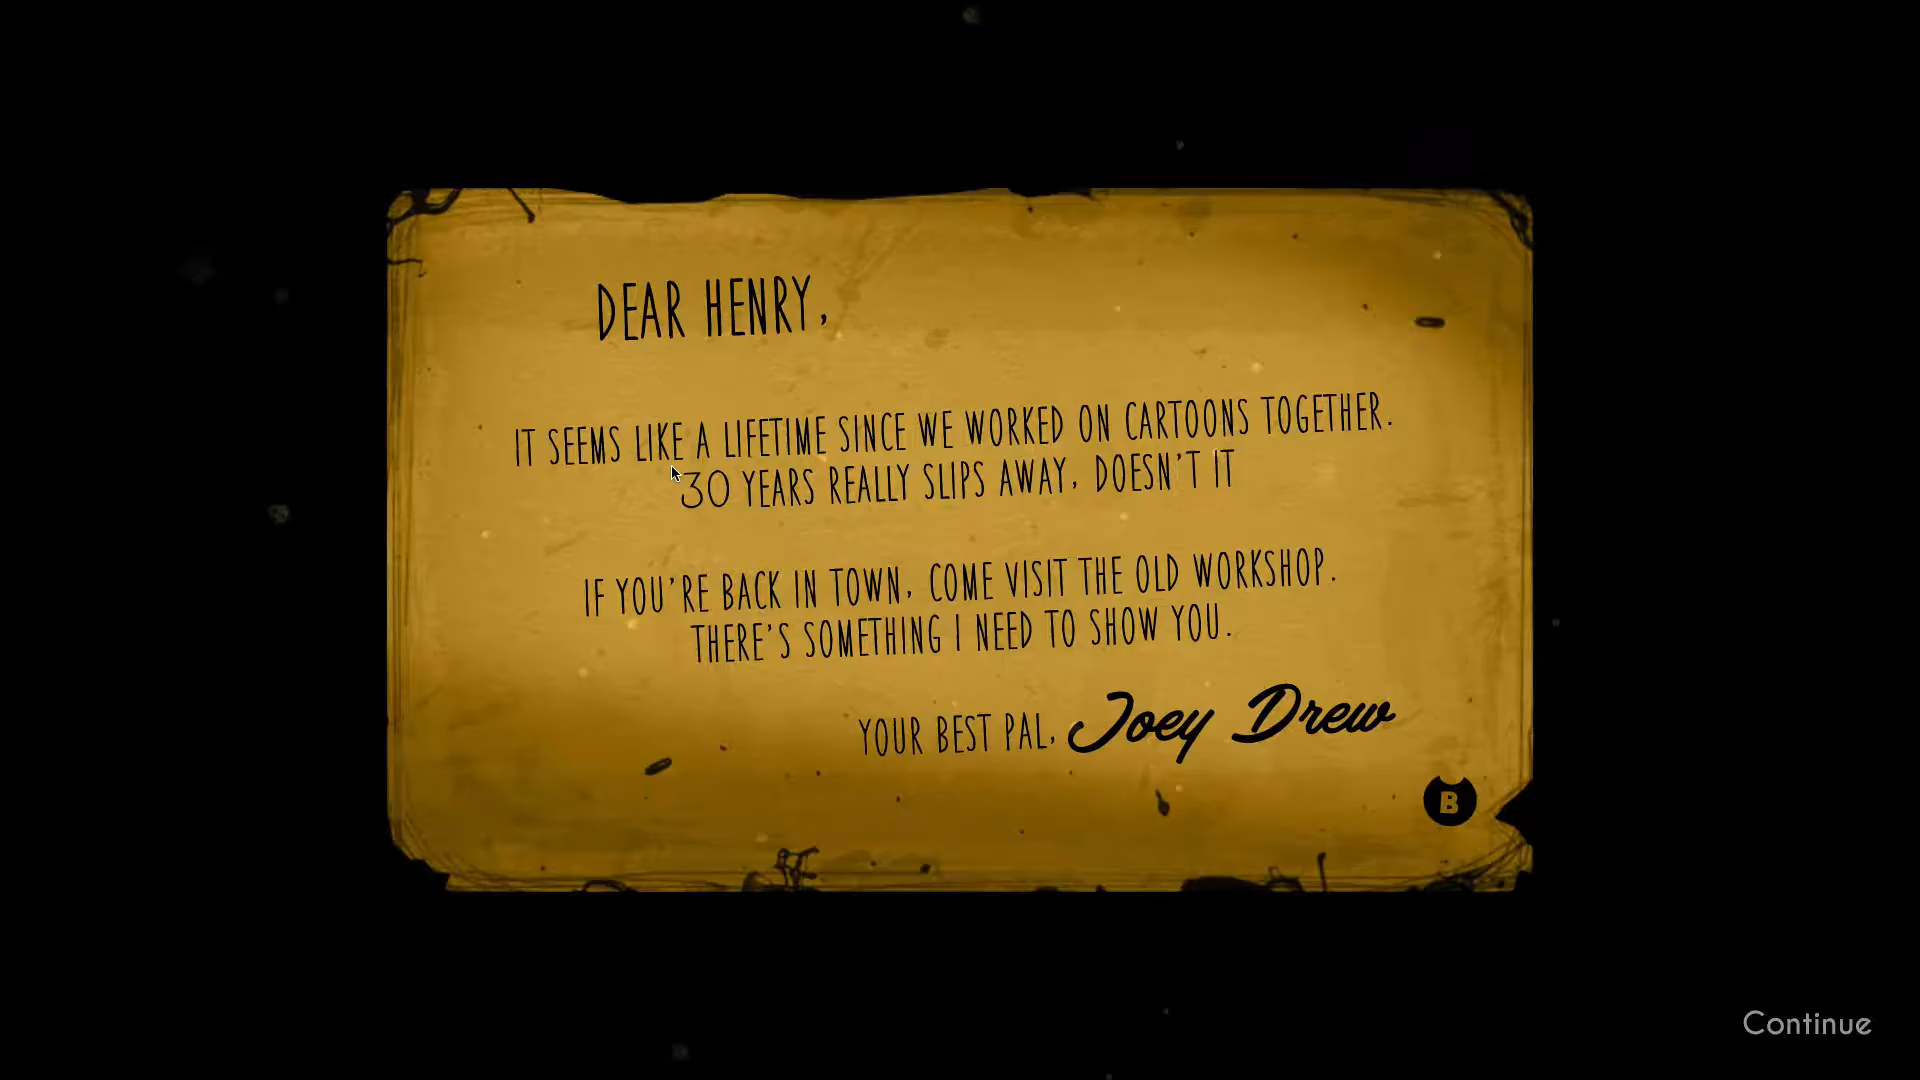 DEAR HENRY,
IT SEEMS LIKE A LIFETIME SINCE WE WORKED ON CARTOONS TOGETHER.
30 YEARS REALLY SLIPS AWAY, DOESN'T IT
IF YOU'RE BACK IN TOWN, COME VISIT THE OLD WORKSHOP.
THERE'S SOMETHING I NEED TO SHOW YOU.
YOUR BEST PAL, Joey Drew
B
Continue